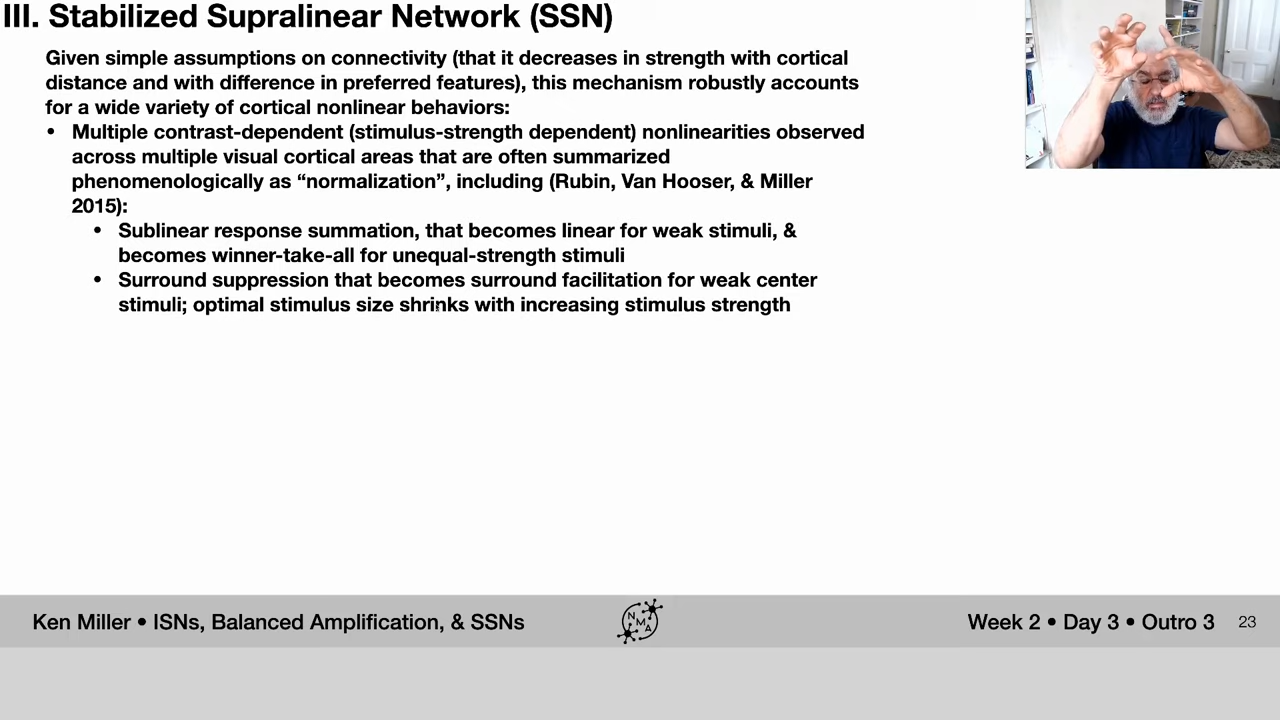 III. Stabilized Supralinear Network (SSN)
Given simple assumptions on connectivity (that it decreases in strength with cortical
distance and with difference in preferred features), this mechanism robustly accounts
for a wide variety of cortical nonlinear behaviors:
• Multiple contrast-dependent (stimulus-strength dependent) nonlinearities observed
across multiple visual cortical areas that are often summarized
phenomenologically as “normalization”, including (Rubin, Van Hooser, & Miller
2015):
• Sublinear response summation, that becomes linear for weak stimuli, &
becomes winner-take-all for unequal-strength stimuli
• Surround suppression that becomes surround facilitation for weak center
stimuli; optimal stimulus size shrinks with increasing stimulus strength
Ken Miller • ISNs, Balanced Amplification, & SSNs
N
M
A
Week 2 • Day 3 • Outro 3
23